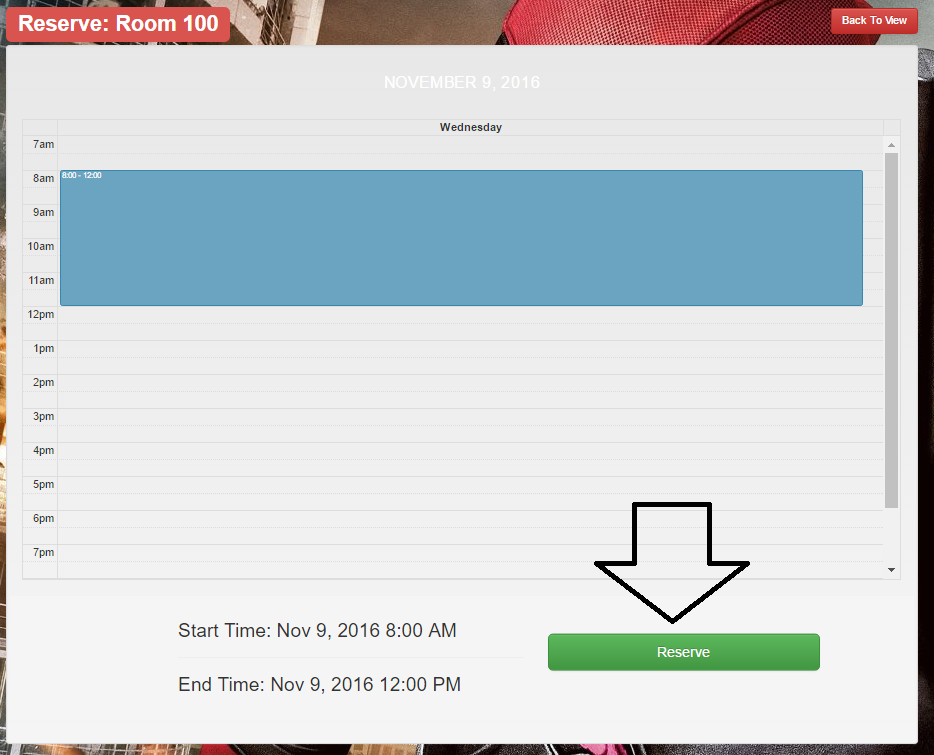 Reserve: Room 100
Back To View
NOVEMBER 9, 2016
Wednesday
7am
8am
8:00 - 12:00
9am
10am
11am
12pm
1pm
2pm
3pm
4pm
5pm
6pm
7pm
Start Time: Nov 9, 2016 8:00 AM
Reserve
End Time: Nov 9, 2016 12:00 PM